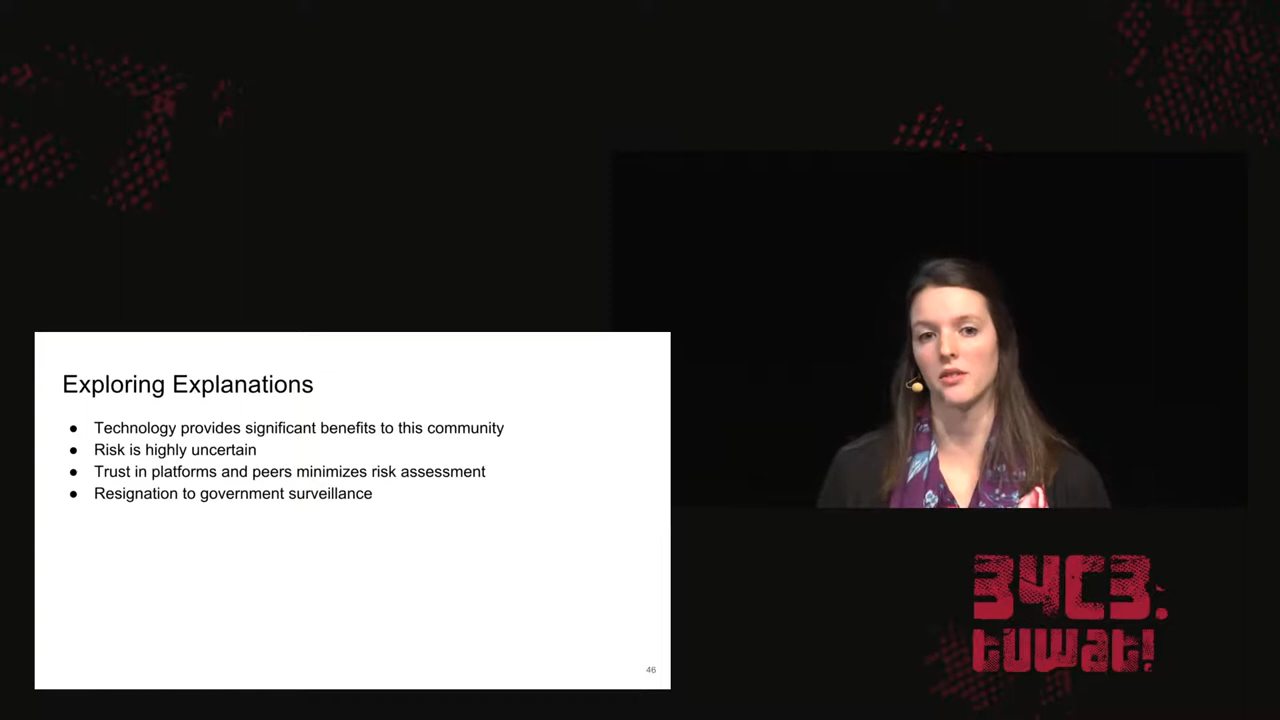 Exploring Explanations
● Technology provides significant benefits to this community
● Risk is highly uncertain
● Trust in platforms and peers minimizes risk assessment
● Resignation to government surveillance
46
34C3.
tuwat!